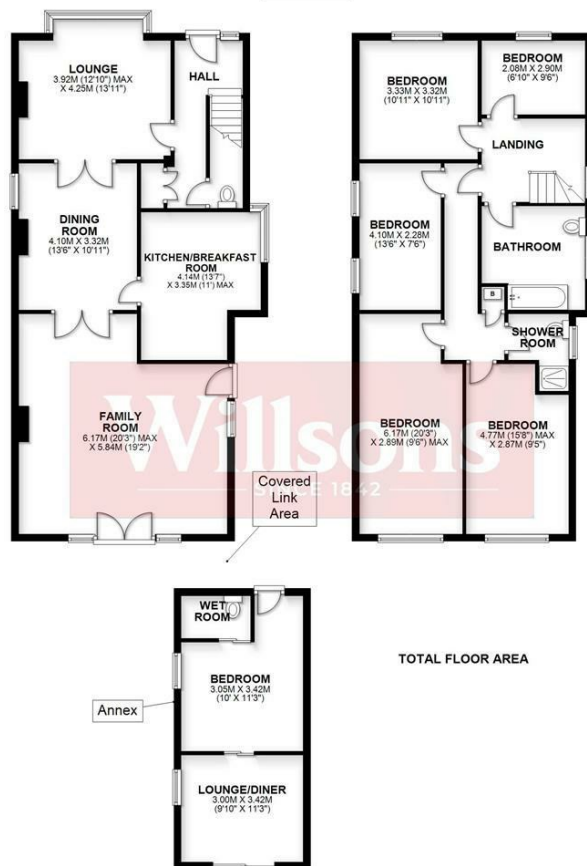 LOUNGE
3.92M (12'10") MAX
X 4.25M (13'11")
HALL
DINING
ROOM
4.10M X 3.32M
(13'6" X 10'11")
KITCHEN/BREAKFAST
ROOM
4.14M (13'7")
X 3.35M (11') MAX
FAMILY
ROOM
6.17M (20'3") MAX
X 5.84M (19'2")
BEDROOM
3.33M X 3.32M
(10'11" X 10'11")
BEDROOM
2.08M X 2.90M
(6'10" X 9'6")
LANDING
BEDROOM
4.10M X 2.28M
(13'6" X 7'6")
BATHROOM
B
SHOWER
ROOM
BEDROOM
6.17M (20'3")
X 2.89M (9'6") MAX
BEDROOM
4.77M (15'8") MAX
X 2.87M (9'5")
Willsons
SINCE 1842
Covered
Link
Area
WET
ROOM
BEDROOM
3.05M X 3.42M
(10' X 11'3")
Annex
LOUNGE/DINER
3.00M X 3.42M
(9'10" X 11'3")
TOTAL FLOOR AREA